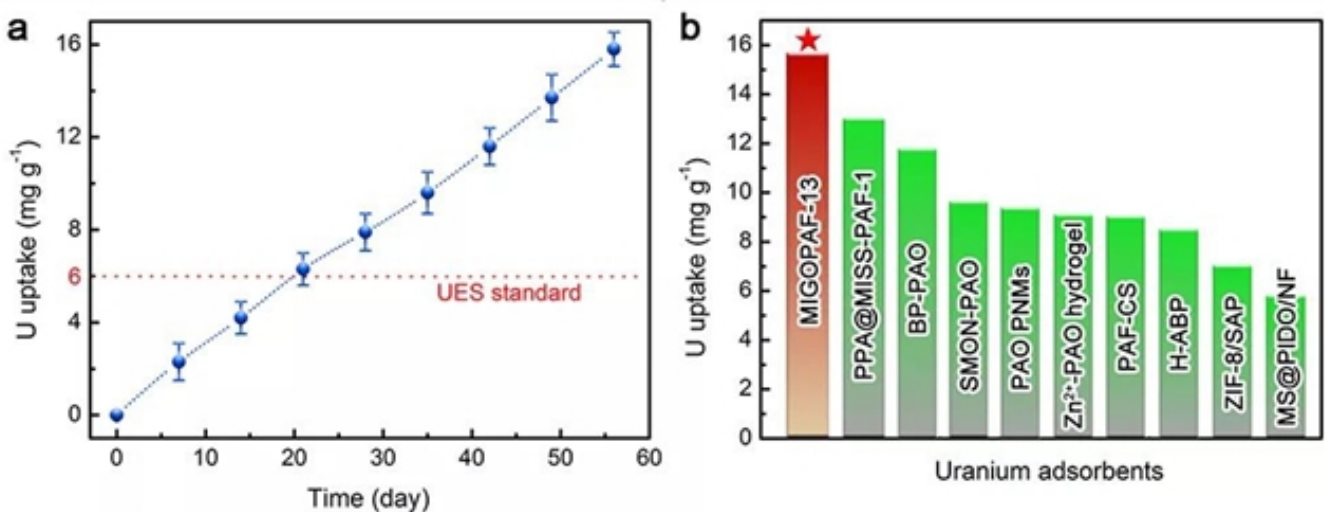 a
16
12
8
6
4
0
U uptake (mg g⁻¹)
UES standard
0 10 20 30 40 50 60
Time (day)
b
16
14
12
10
8
6
4
2
0
U uptake (mg g⁻¹)
MIGOPAF-13
PPA@MISS-PAF-1
BP-PAO
SMON-PAO
PAO PNMs
Zn²⁺-PAO hydrogel
PAF-CS
H-ABP
ZIF-8/SAP
MS@PIDO/NF
Uranium adsorbents